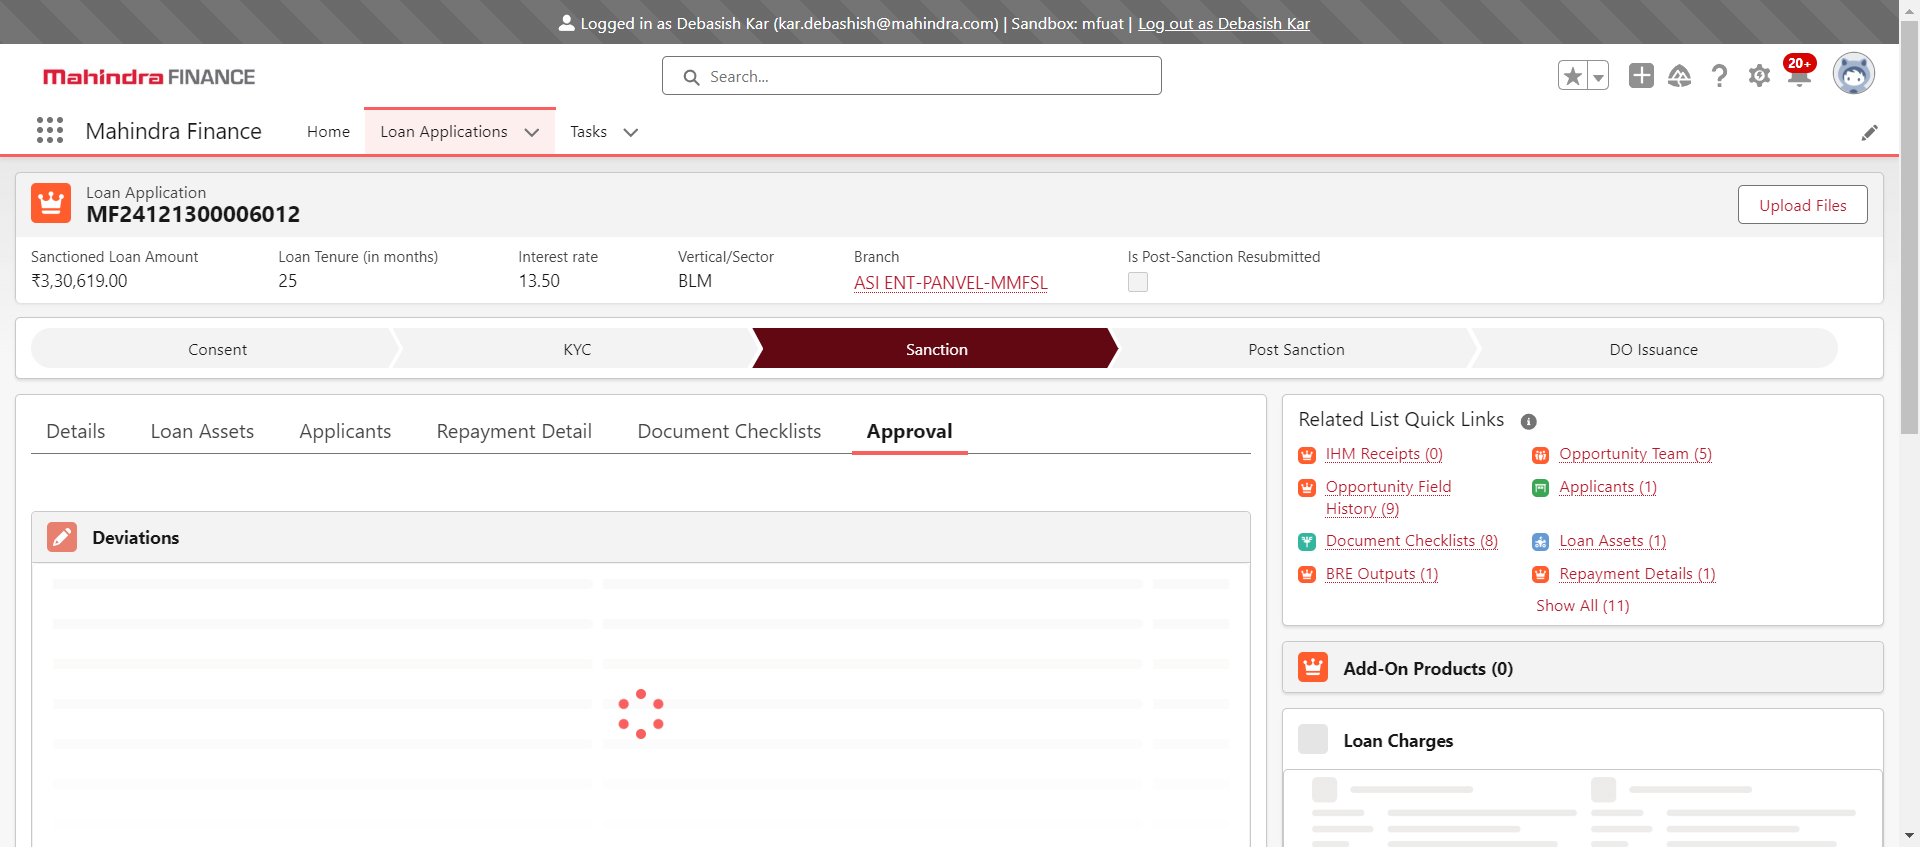 Logged in as Debasish Kar (kar.debashish@mahindra.com) | Sandbox: mfuat | Log out as Debasish Kar
Mahindra FINANCE
Search...
20+
Mahindra Finance
Home
Loan Applications
Tasks
Loan Application
MF24121300006012
Upload Files
Sanctioned Loan Amount
₹3,30,619.00
Loan Tenure (in months)
25
Interest rate
13.50
Vertical/Sector
BLM
Branch
ASI ENT-PANVEL-MMFSL
Is Post-Sanction Resubmitted
Consent
KYC
Sanction
Post Sanction
DO Issuance
Details
Loan Assets
Applicants
Repayment Detail
Document Checklists
Approval
Deviations
Related List Quick Links
IHM Receipts (0)
Opportunity Team (5)
Opportunity Field
History (9)
Applicants (1)
Document Checklists (8)
Loan Assets (1)
BRE Outputs (1)
Repayment Details (1)
Show All (11)
Add-On Products (0)
Loan Charges